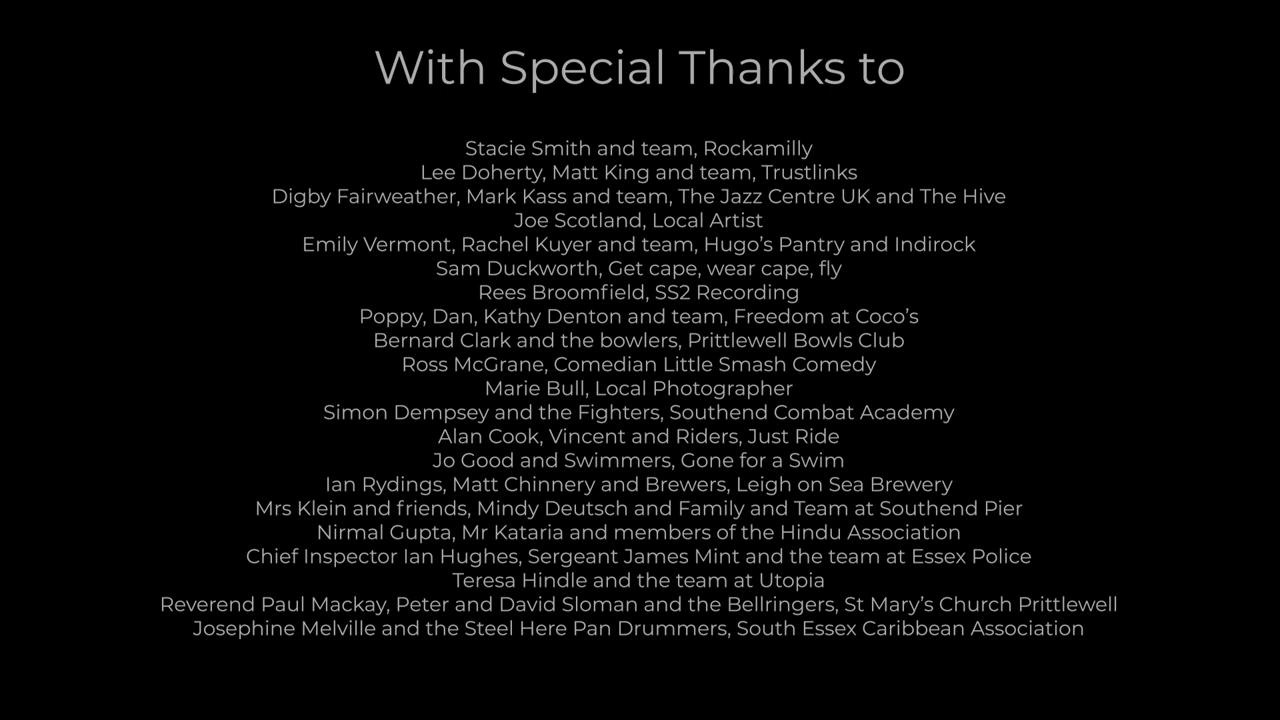 With Special Thanks to
Stacie Smith and team, Rockamilly
Lee Doherty, Matt King and team, Trustlinks
Digby Fairweather, Mark Kass and team, The Jazz Centre UK and The Hive
Joe Scotland, Local Artist
Emily Vermont, Rachel Kuyer and team, Hugo’s Pantry and Indirock
Sam Duckworth, Get cape, wear cape, fly
Rees Broomfield, SS2 Recording
Poppy, Dan, Kathy Denton and team, Freedom at Coco’s
Bernard Clark and the bowlers, Prittlewell Bowls Club
Ross McGrane, Comedian Little Smash Comedy
Marie Bull, Local Photographer
Simon Dempsey and the Fighters, Southend Combat Academy
Alan Cook, Vincent and Riders, Just Ride
Jo Good and Swimmers, Gone for a Swim
Ian Rydings, Matt Chinnery and Brewers, Leigh on Sea Brewery
Mrs Klein and friends, Mindy Deutsch and Family and Team at Southend Pier
Nirmal Gupta, Mr Kataria and members of the Hindu Association
Chief Inspector Ian Hughes, Sergeant James Mint and the team at Essex Police
Teresa Hindle and the team at Utopia
Reverend Paul Mackay, Peter and David Sloman and the Bellringers, St Mary’s Church Prittlewell
Josephine Melville and the Steel Here Pan Drummers, South Essex Caribbean Association